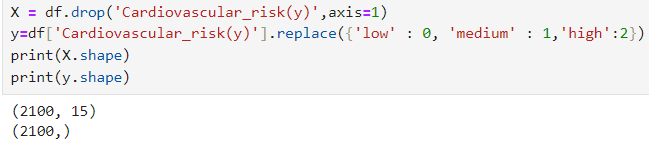 X = df.drop('Cardiovascular_risk(y)',axis=1)
y=df['Cardiovascular_risk(y)'].replace({'low' : 0, 'medium' : 1,'high':2})
print(X.shape)
print(y.shape)
(2100, 15)
(2100,)